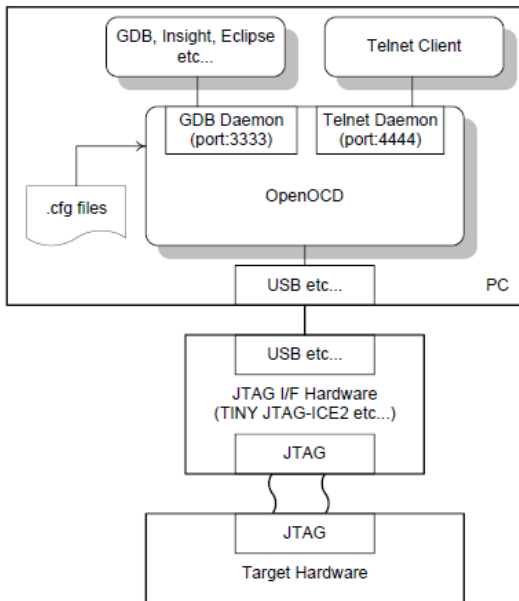 GDB, Insight, Eclipse
etc...
Telnet Client
GDB Daemon
(port:3333)
Telnet Daemon
(port:4444)
.cfg files
OpenOCD
USB etc...
PC
USB etc...
JTAG I/F Hardware
(TINY JTAG-ICE2 etc...)
JTAG
JTAG
Target Hardware